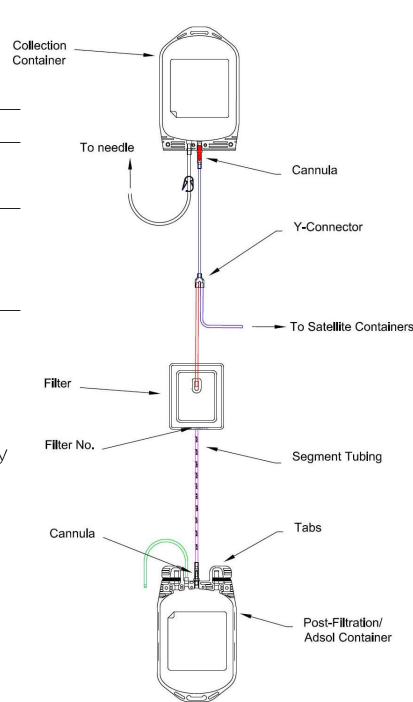 Collection
Container
To needle
Cannula
Y-Connector
To Satellite Containers
Filter
Filter No.
Segment Tubing
y
Cannula
Tabs
Post-Filtration/
Adsol Container